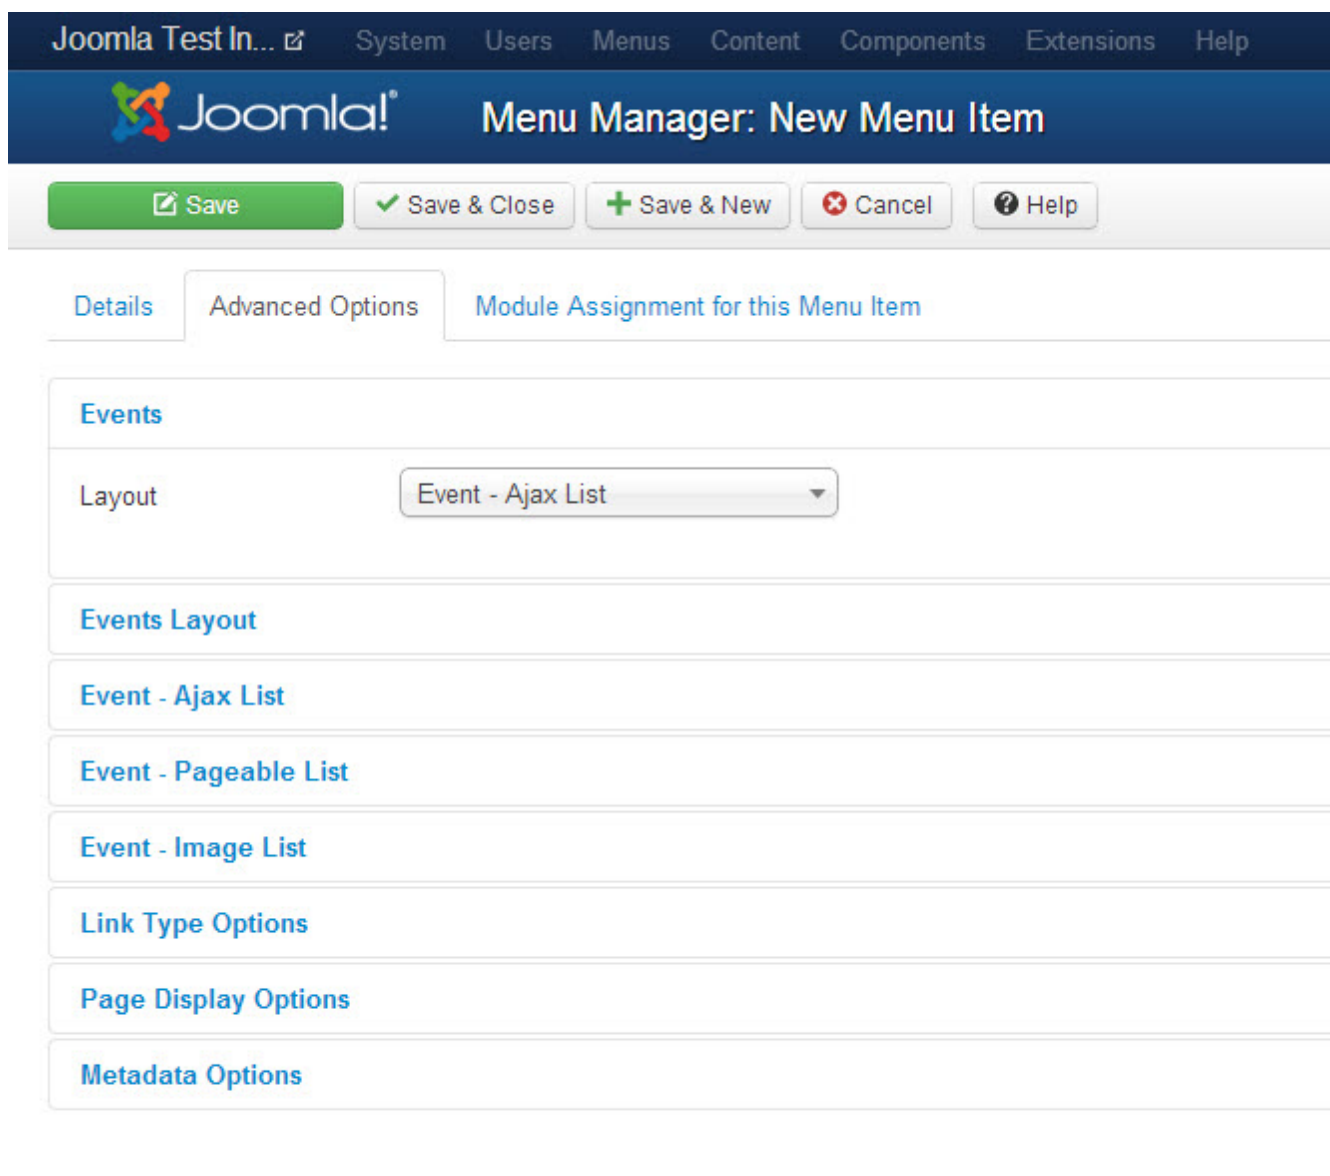 Joomla Test In... System Users Menus Content Components Extensions Help
Joomla!® Menu Manager: New Menu Item
Save Save & Close Save & New Cancel Help
Details Advanced Options Module Assignment for this Menu Item
Events
Layout Event - Ajax List
Events Layout
Event - Ajax List
Event - Pageable List
Event - Image List
Link Type Options
Page Display Options
Metadata Options